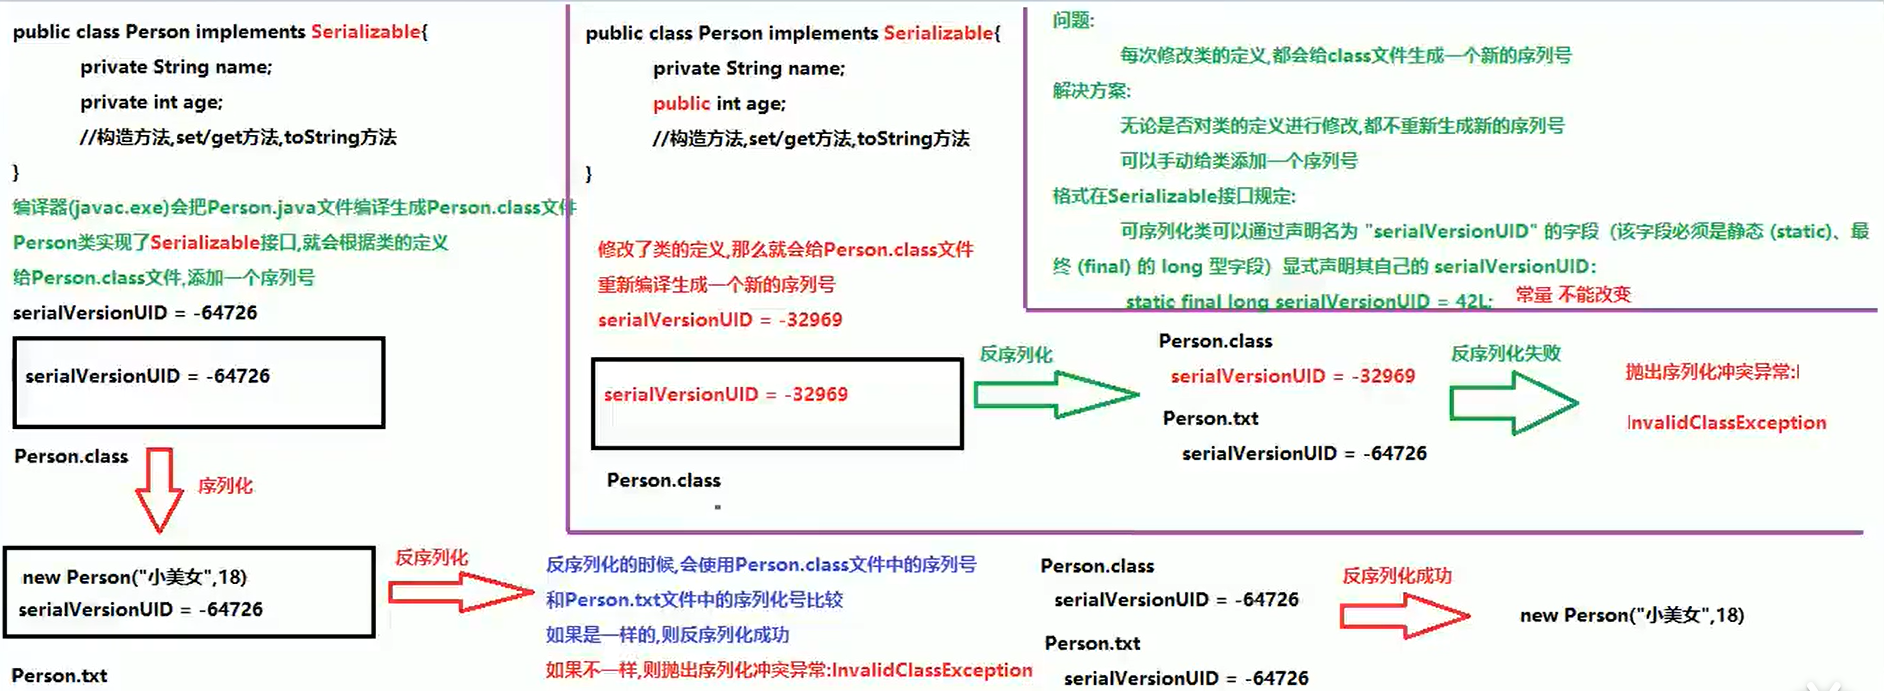 public class Person implements Serializable{
private String name;
private int age;
//构造方法,set/get方法,toString方法
}
编译器(javac.exe)会把Person.java文件编译生成Person.class文件
Person类实现了Serializable接口,就会根据类的定义
给Person.class文件,添加一个序列号
serialVersionUID = -64726
serialVersionUID = -64726
Person.class
序列化
new Person("小美女",18)
serialVersionUID = -64726
Person.txt
反序列化
反序列化的时候,会使用Person.class文件中的序列号
和Person.txt文件中的序列化号比较
如果是一样的,则反序列化成功
如果不一样,则抛出序列化冲突异常:InvalidClassException
Person.class
serialVersionUID = -64726
Person.txt
serialVersionUID = -64726
反序列化成功
new Person("小美女",18)
public class Person implements Serializable{
private String name;
public int age;
//构造方法,set/get方法,toString方法
}
修改了类的定义,那么就会给Person.class文件
重新编译生成一个新的序列号
serialVersionUID = -32969
serialVersionUID = -32969
Person.class
反序列化
Person.class
serialVersionUID = -32969
Person.txt
serialVersionUID = -64726
反序列化失败
抛出序列化冲突异常:
InvalidClassException
问题:
每次修改类的定义,都会给class文件生成一个新的序列号
解决方案:
无论是否对类的定义进行修改,都不重新生成新的序列号
可以手动给类添加一个序列号
格式在Serializable接口规定:
可序列化类可以通过声明名为 "serialVersionUID" 的字段（该字段必须是静态 (static)、最
终 (final) 的 long 型字段）显式声明其自己的 serialVersionUID:
static final long serialVersionUID = 42L; 常量 不能改变